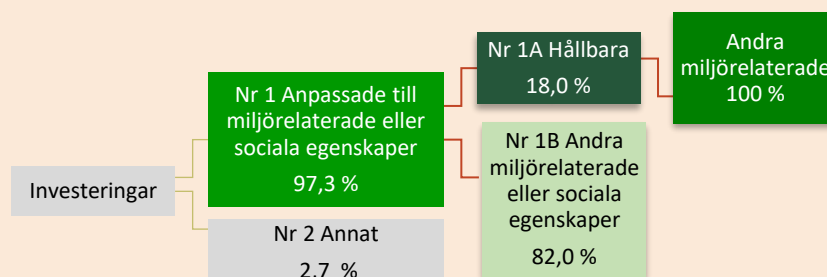 Investeringar
Nr 1 Anpassade till
miljörelaterade eller
sociala egenskaper
97,3 %
Nr 2 Annat
2,7 %
Nr 1A Hållbara
18,0 %
Nr 1B Andra
miljörelaterade
eller sociala
egenskaper
82,0 %
Andra
miljörelaterade
100 %